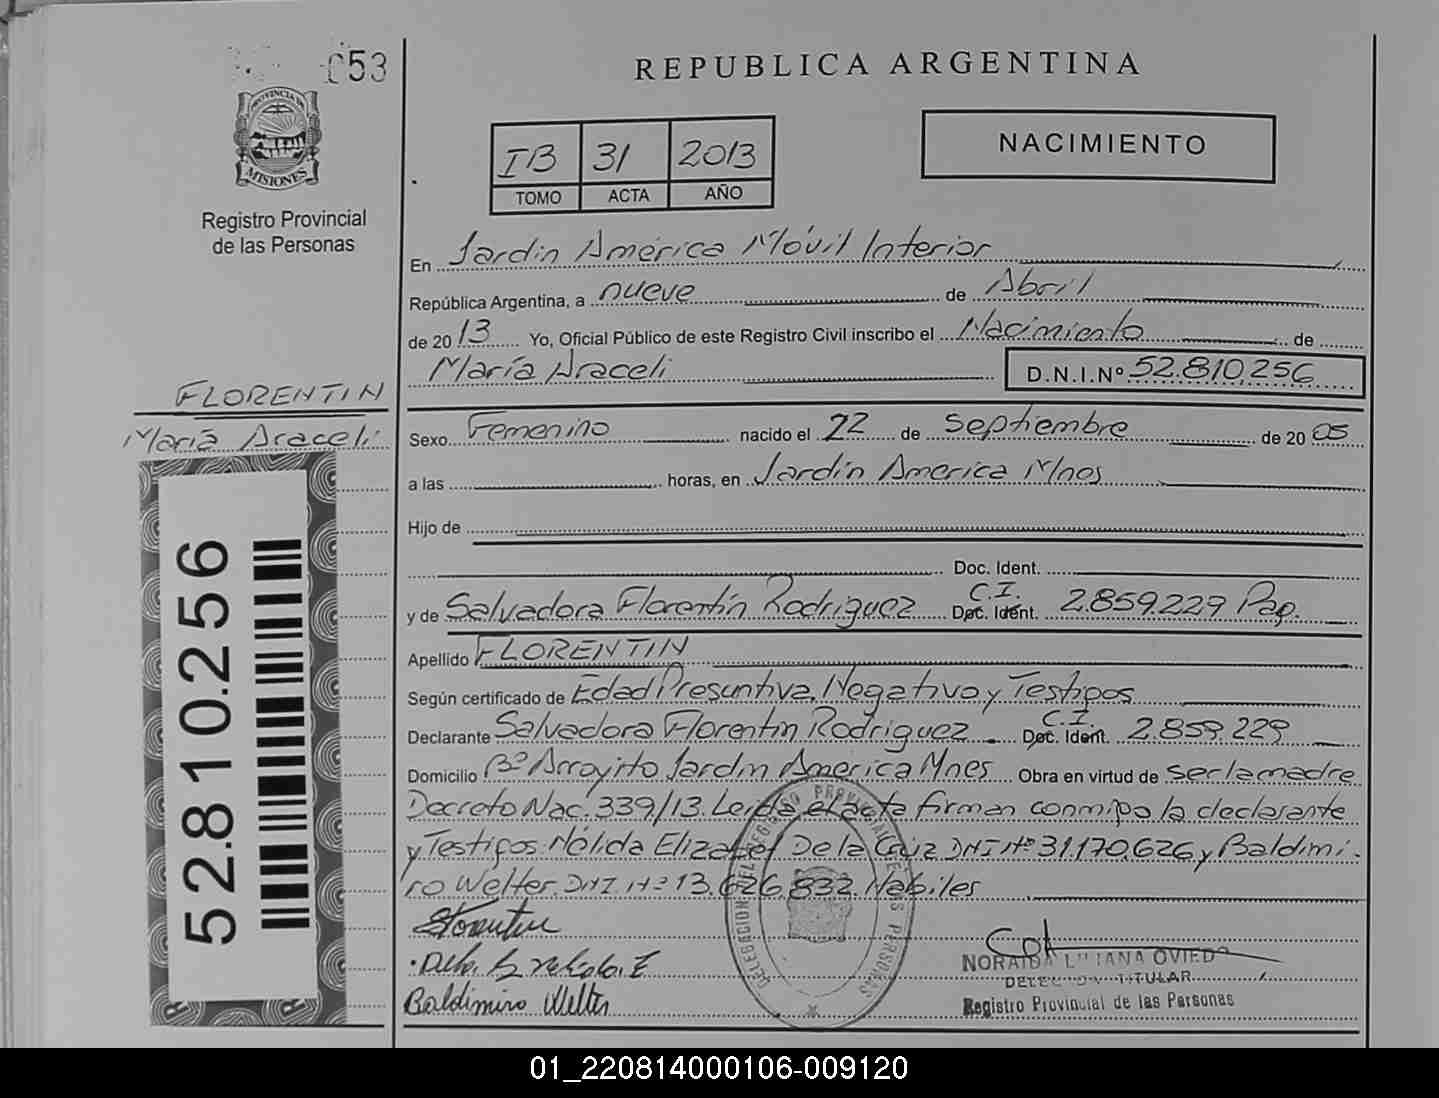 053
PROVINCIA DE
MISIONES
Registro Provincial
de las Personas
REPUBLICA ARGENTINA
NACIMIENTO
IB 31 2013
TOMO ACTA AÑO
En Jardín América Móvil Interior
República Argentina, a nueve de Abril
de 2013 Yo, Oficial Público de este Registro Civil inscribo el Nacimiento de
María Araceli D.N.I.Nº 52.810.256
FLORENTIN
María Araceli
Sexo Femenino nacido el 22 de Septiembre de 2005
a las horas, en Jardín America Mnes
Hijo de
Doc. Ident.
y de Salvadora Florentín Rodriguez C.I. Doc. Ident. 2.859.229 Pap.
Apellido FLORENTIN
Según certificado de Edad Presuntiva, Negativo y Testigos
Declarante Salvadora Florentin Rodriguez C.I. Doc. Ident. 2.859.229
Domicilio Bº Arroyito Jardin América Mnes Obra en virtud de ser la madre
Decreto Nac. 339/13. Leída el acta firman conmigo la declarante
y Testigos: Nélida Elizabet De la Cruz DNI Nº 31.170.626 y Baldimi-
ro Welter. DNI Nº 13.626.832. Habiles
Baldimiro Welter
NORAIDA LILIANA OVIEDO
DELEGADA TITULAR
Registro Provincial de las Personas
52.810.256
01_220814000106-009120